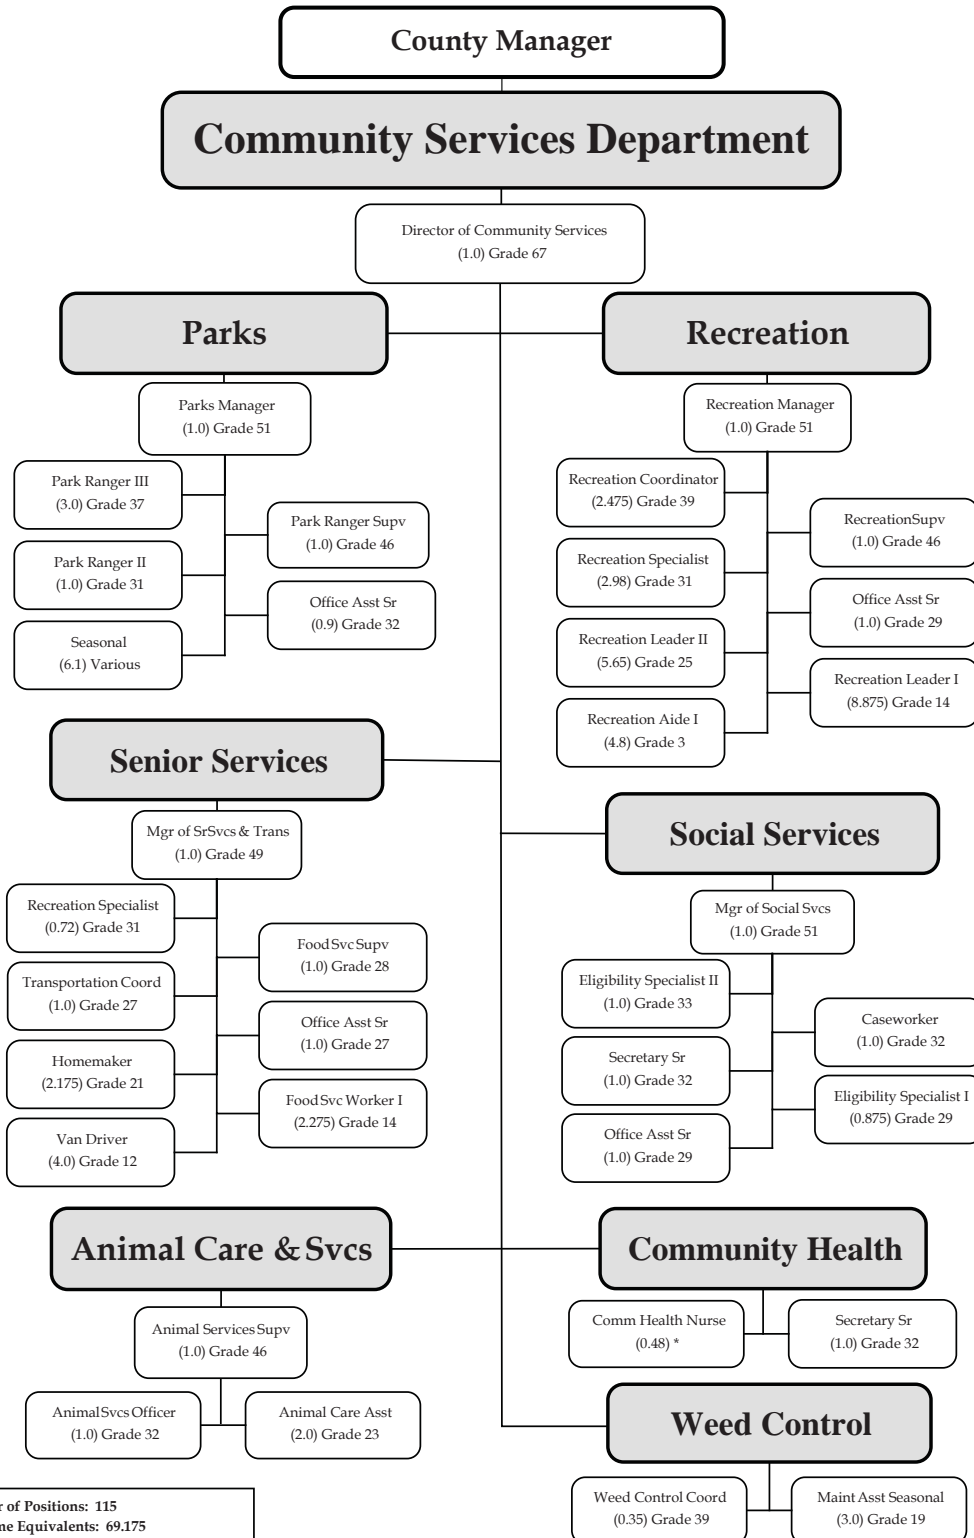 County Manager
Community Services Department
Director of Community Services
(1.0) Grade 67
Parks
Parks Manager
(1.0) Grade 51
Park Ranger III
(3.0) Grade 37
Park Ranger Supv
(1.0) Grade 46
Park Ranger II
(1.0) Grade 31
Office Asst Sr
(0.9) Grade 32
Seasonal
(6.1) Various
Recreation
Recreation Manager
(1.0) Grade 51
Recreation Coordinator
(2.475) Grade 39
RecreationSupv
(1.0) Grade 46
Recreation Specialist
(2.98) Grade 31
Office Asst Sr
(1.0) Grade 29
Recreation Leader II
(5.65) Grade 25
Recreation Leader I
(8.875) Grade 14
Recreation Aide I
(4.8) Grade 3
Senior Services
Mgr of SrSvcs & Trans
(1.0) Grade 49
Recreation Specialist
(0.72) Grade 31
Food Svc Supv
(1.0) Grade 28
Transportation Coord
(1.0) Grade 27
Office Asst Sr
(1.0) Grade 27
Homemaker
(2.175) Grade 21
Food Svc Worker I
(2.275) Grade 14
Van Driver
(4.0) Grade 12
Social Services
Mgr of Social Svcs
(1.0) Grade 51
Eligibility Specialist II
(1.0) Grade 33
Caseworker
(1.0) Grade 32
Secretary Sr
(1.0) Grade 32
Eligibility Specialist I
(0.875) Grade 29
Office Asst Sr
(1.0) Grade 29
Animal Care & Svcs
Animal Services Supv
(1.0) Grade 46
Animal Svcs Officer
(1.0) Grade 32
Animal Care Asst
(2.0) Grade 23
Community Health
Comm Health Nurse
(0.48) *
Secretary Sr
(1.0) Grade 32
Weed Control
Weed Control Coord
(0.35) Grade 39
Maint Asst Seasonal
(3.0) Grade 19
of Positions: 115
Equivalents: 69.175